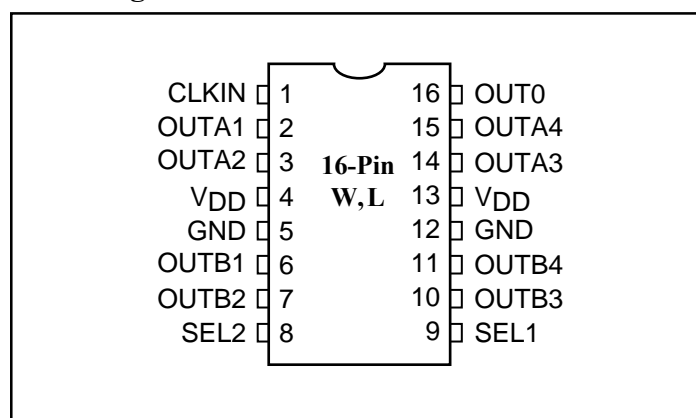 CLKIN 1 16 OUT0
OUTA1 2 15 OUTA4
OUTA2 3 16-Pin 14 OUTA3
VDD 4 W, L 13 VDD
GND 5 12 GND
OUTB1 6 11 OUTB4
OUTB2 7 10 OUTB3
SEL2 8 9 SEL1